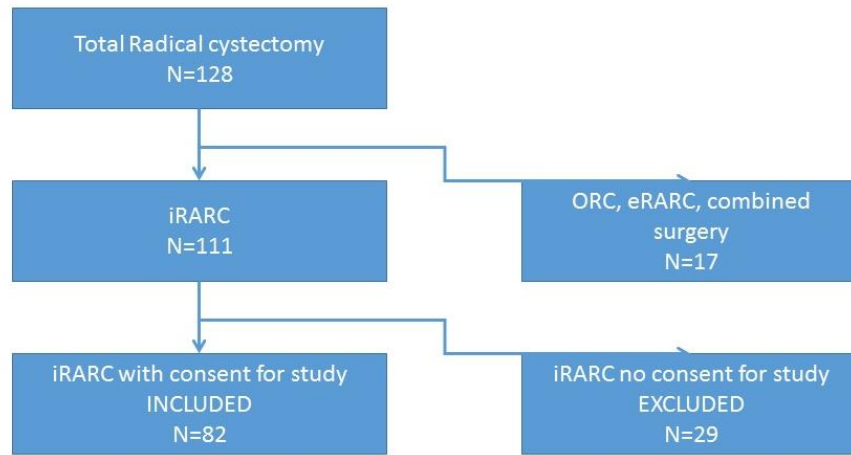 Total Radical cystectomy
N=128
iRARC
N=111
ORC, eRARC, combined
surgery
N=17
iRARC with consent for study
INCLUDED
N=82
iRARC no consent for study
EXCLUDED
N=29